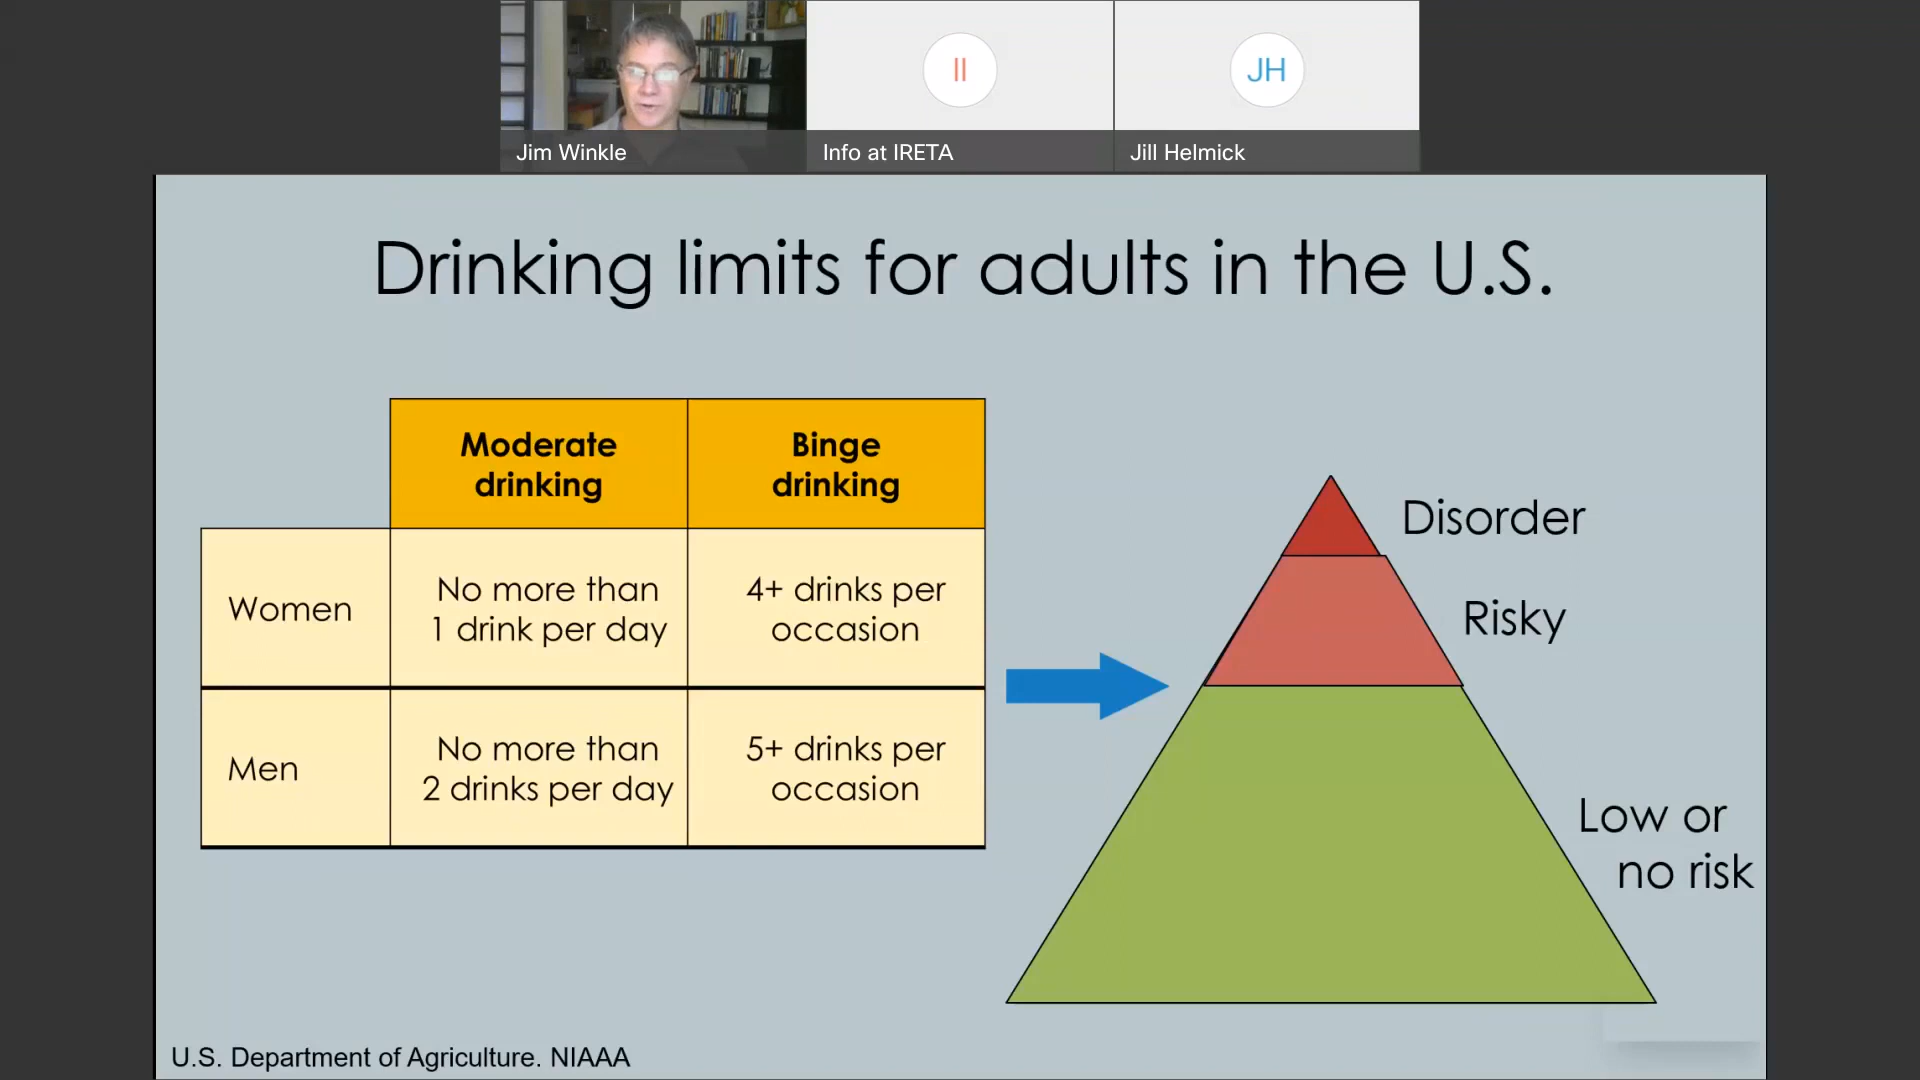 II
JH
Jim Winkle
Info at IRETA
Jill Helmick
Drinking limits for adults in the U.S.
Moderate
drinking
Binge
drinking
Women
No more than
1 drink per day
4+ drinks per
occasion
Men
No more than
2 drinks per day
5+ drinks per
occasion
Disorder
Risky
Low or
no risk
U.S. Department of Agriculture. NIAAA